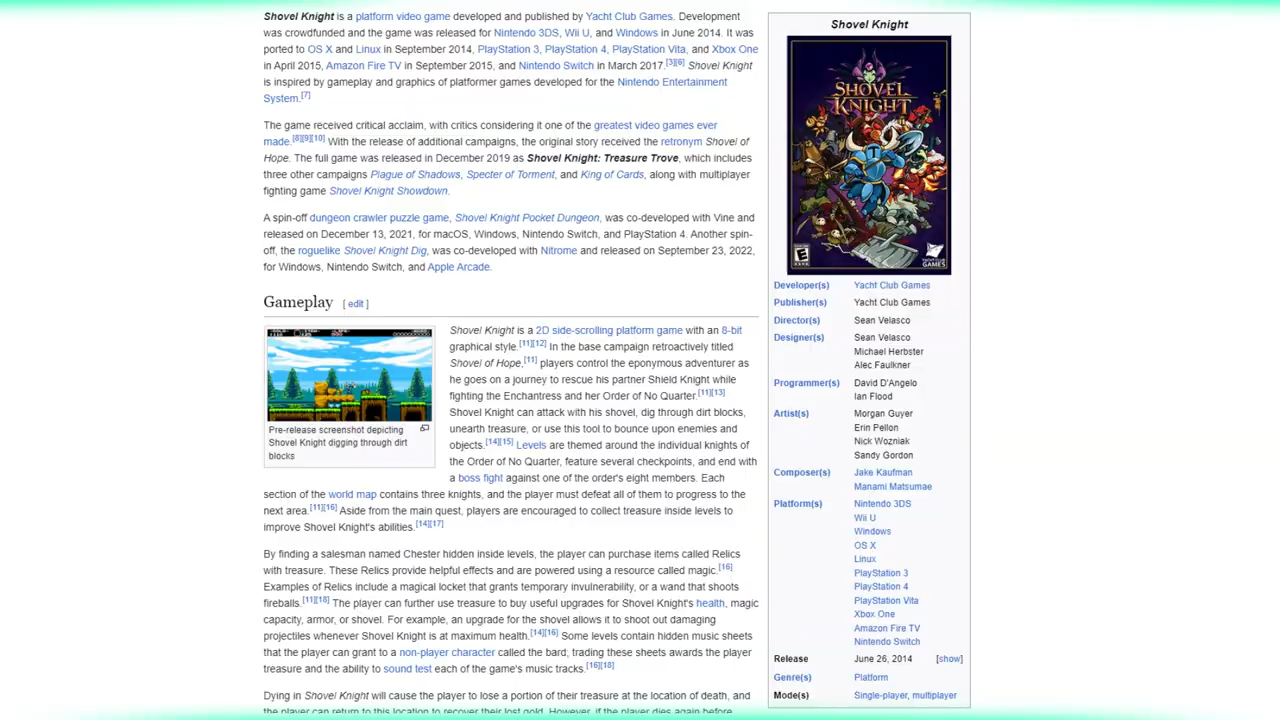 Shovel Knight is a platform video game developed and published by Yacht Club Games. Development
was crowdfunded and the game was released for Nintendo 3DS, Wii U, and Windows in June 2014. It was
ported to OS X and Linux in September 2014, PlayStation 3, PlayStation 4, PlayStation Vita, and Xbox One
in April 2015, Amazon Fire TV in September 2015, and Nintendo Switch in March 2017.[3][6] Shovel Knight
is inspired by gameplay and graphics of platformer games developed for the Nintendo Entertainment
System.[7]
The game received critical acclaim, with critics considering it one of the greatest video games ever
made.[8][9][10] With the release of additional campaigns, the original story received the retronym Shovel of
Hope. The full game was released in December 2019 as Shovel Knight: Treasure Trove, which includes
three other campaigns Plague of Shadows, Specter of Torment, and King of Cards, along with multiplayer
fighting game Shovel Knight Showdown.
A spin-off dungeon crawler puzzle game, Shovel Knight Pocket Dungeon, was co-developed with Vine and
released on December 13, 2021, for macOS, Windows, Nintendo Switch, and PlayStation 4. Another spin-
off, the roguelike Shovel Knight Dig, was co-developed with Nitrome and released on September 23, 2022,
for Windows, Nintendo Switch, and Apple Arcade.
Gameplay [ edit ]
Pre-release screenshot depicting
Shovel Knight digging through dirt
blocks
Shovel Knight is a 2D side-scrolling platform game with an 8-bit
graphical style.[11][12] In the base campaign retroactively titled
Shovel of Hope,[11] players control the eponymous adventurer as
he goes on a journey to rescue his partner Shield Knight while
fighting the Enchantress and her Order of No Quarter.[11][13]
Shovel Knight can attack with his shovel, dig through dirt blocks,
unearth treasure, or use this tool to bounce upon enemies and
objects.[14][15] Levels are themed around the individual knights of
the Order of No Quarter, feature several checkpoints, and end with
a boss fight against one of the order's eight members. Each
section of the world map contains three knights, and the player must defeat all of them to progress to the
next area.[11][16] Aside from the main quest, players are encouraged to collect treasure inside levels to
improve Shovel Knight's abilities.[14][17]
By finding a salesman named Chester hidden inside levels, the player can purchase items called Relics
with treasure. These Relics provide helpful effects and are powered using a resource called magic.[16]
Examples of Relics include a magical locket that grants temporary invulnerability, or a wand that shoots
fireballs.[11][18] The player can further use treasure to buy useful upgrades for Shovel Knight's health, magic
capacity, armor, or shovel. For example, an upgrade for the shovel allows it to shoot out damaging
projectiles whenever Shovel Knight is at maximum health.[14][16] Some levels contain hidden music sheets
that the player can grant to a non-player character called the bard; trading these sheets awards the player
treasure and the ability to sound test each of the game's music tracks.[16][18]
Dying in Shovel Knight will cause the player to lose a portion of their treasure at the location of death, and
the player can return to this location to recover their lost gold. However, if the player dies again before
Shovel Knight
SHOVEL
KNIGHT
E
YACHT CLUB
GAMES
Developer(s) Yacht Club Games
Publisher(s) Yacht Club Games
Director(s) Sean Velasco
Designer(s) Sean Velasco
Michael Herbster
Alec Faulkner
Programmer(s) David D'Angelo
Ian Flood
Artist(s) Morgan Guyer
Erin Pellon
Nick Wozniak
Sandy Gordon
Composer(s) Jake Kaufman
Manami Matsumae
Platform(s) Nintendo 3DS
Wii U
Windows
OS X
Linux
PlayStation 3
PlayStation 4
PlayStation Vita
Xbox One
Amazon Fire TV
Nintendo Switch
Release June 26, 2014 [show]
Genre(s) Platform
Mode(s) Single-player, multiplayer